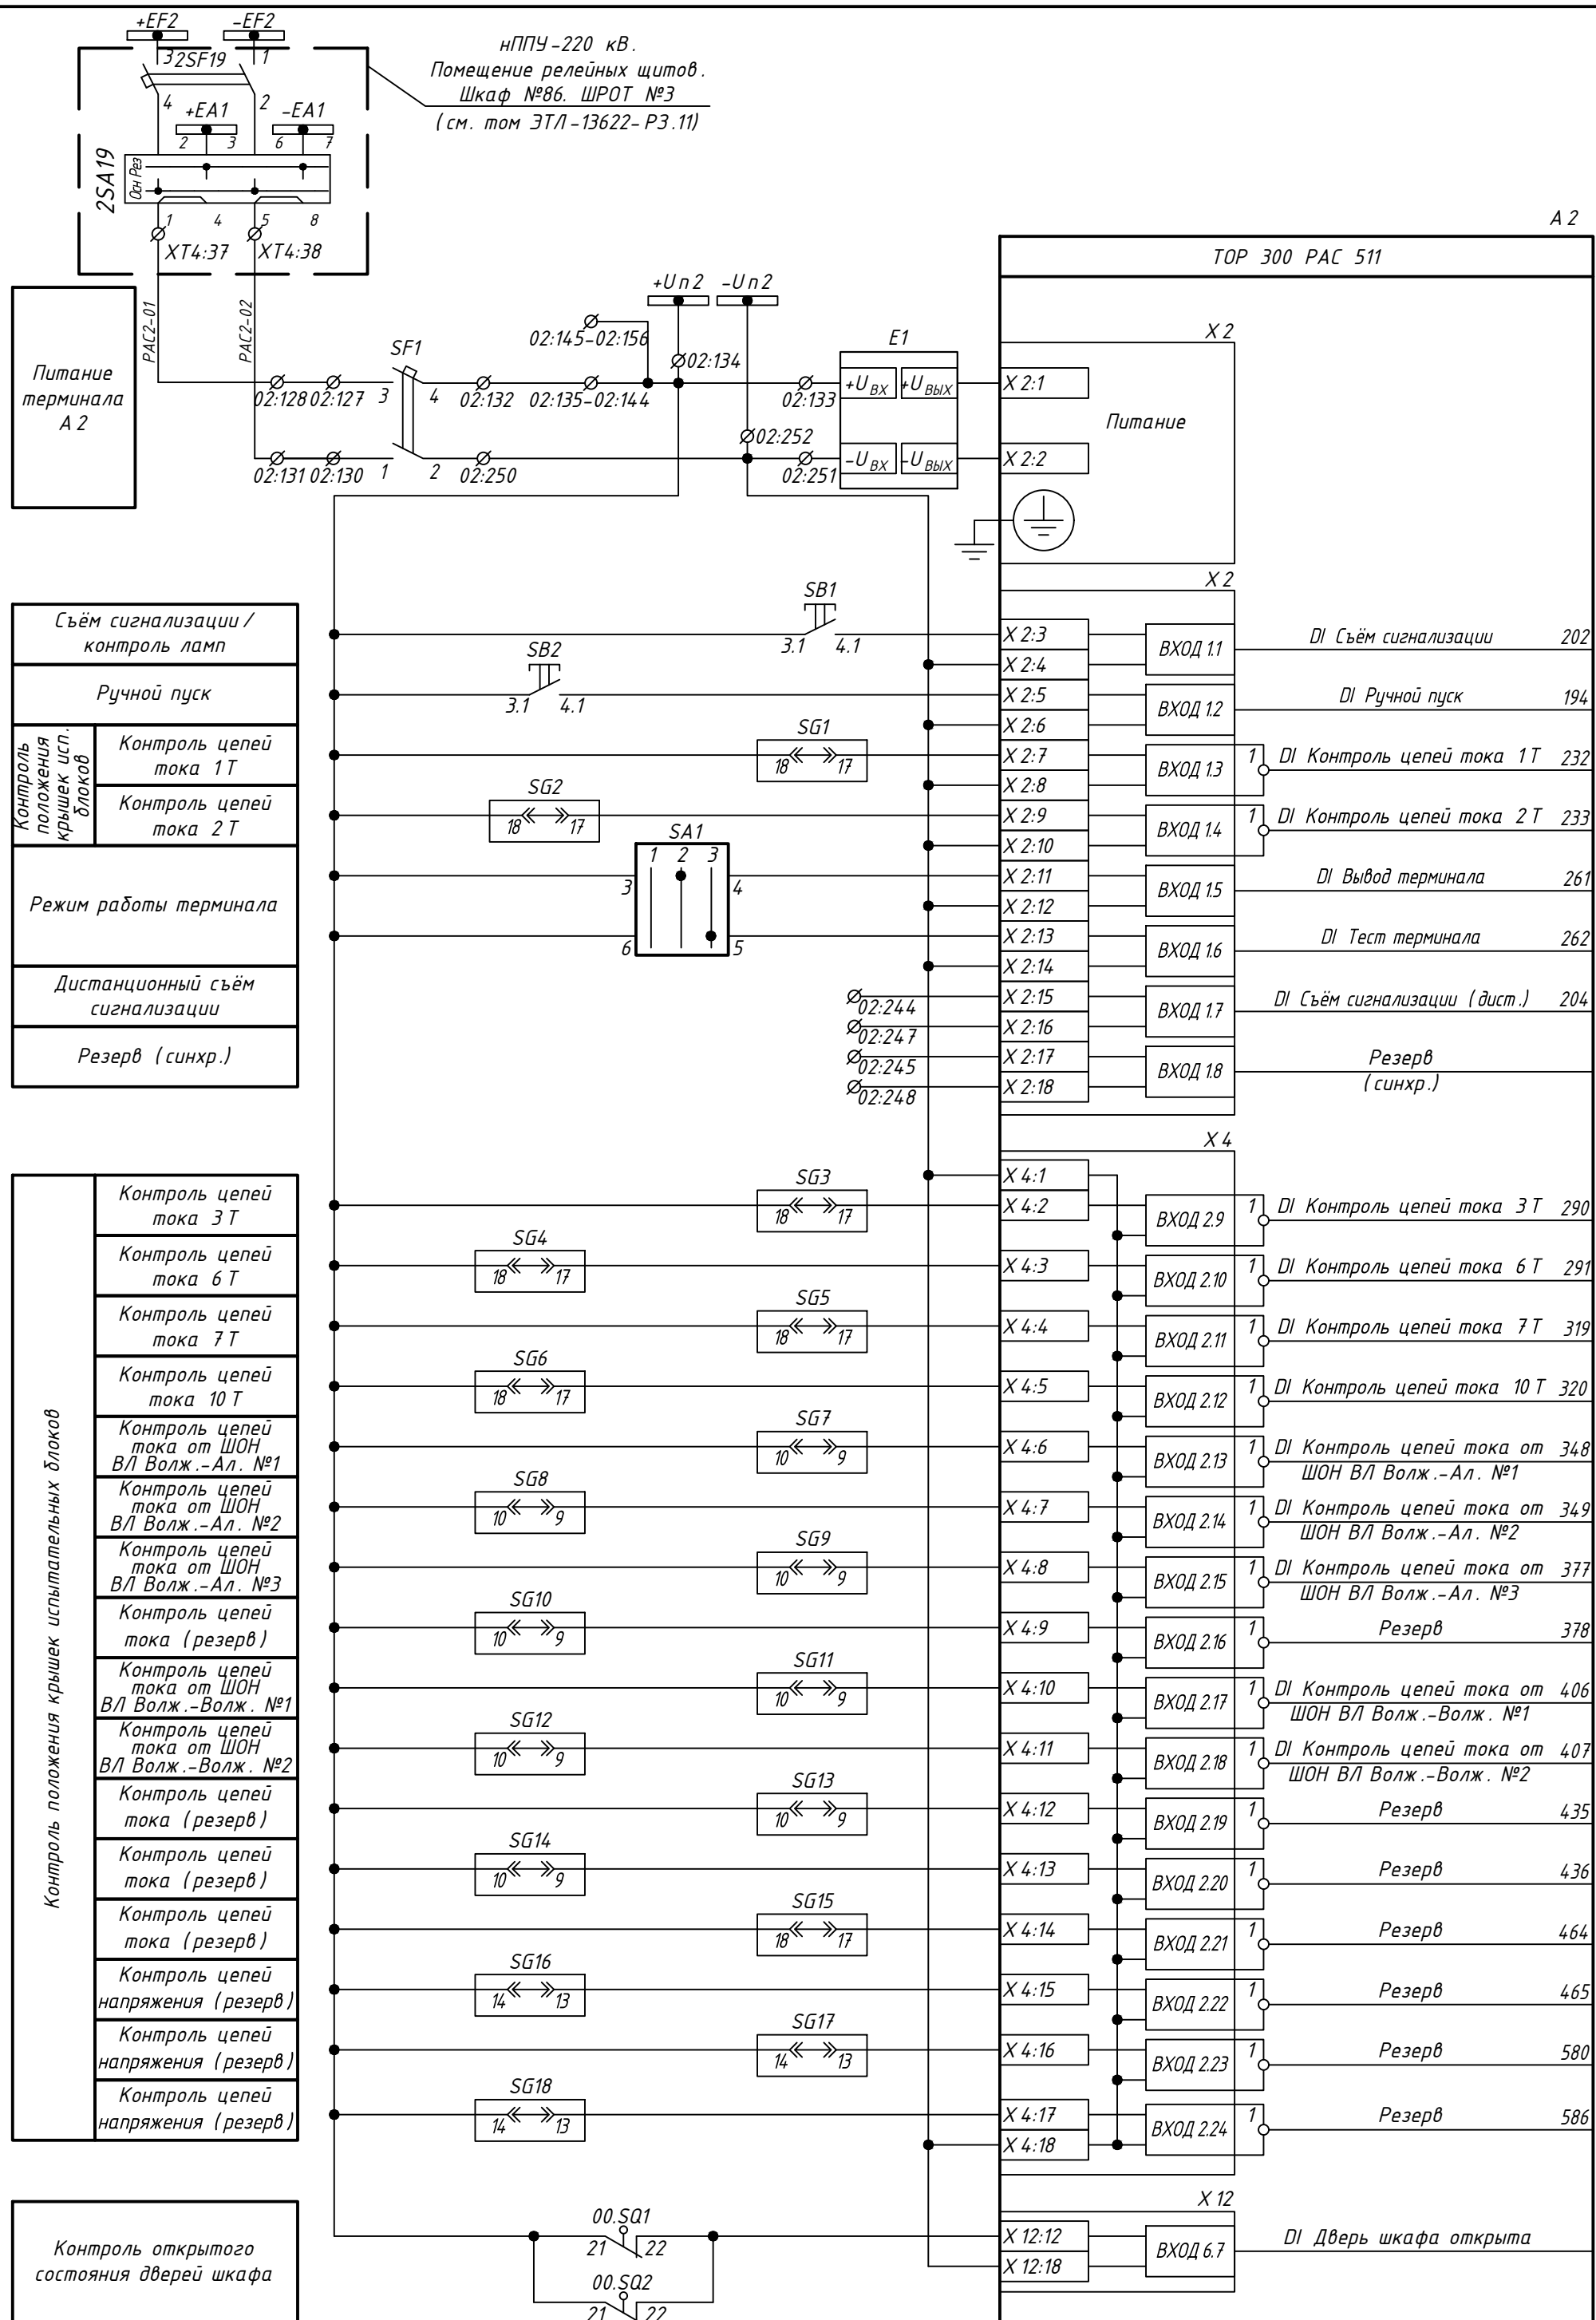 +EF2
-EF2
3
2SF19
1
4
2
+EA1
-EA1
2
3
6
7
2SA19
Осн
Рез
1
4
5
8
XT4:37
XT4:38
нППУ-220 кВ.
Помещение релейных щитов.
Шкаф №86. ШРОТ №3
(см. том ЭТЛ-13622-РЗ.11)
Питание
терминала
А2
РАС2-01
РАС2-02
02:128
02:127
3
SF1
4
02:132
02:145-02:156
02:135-02:144
+Uп2
-Uп2
02:134
02:133
02:131
02:130
1
2
02:250
02:252
02:251
E1
+UВХ
+UВЫХ
-UВХ
-UВЫХ
А2
ТОР 300 РАС 511
X2
X2:1
X2:2
Питание
Съём сигнализации/
контроль ламп
Ручной пуск
Контроль
положения
крышек исп.
блоков
Контроль цепей
тока 1Т
Контроль цепей
тока 2Т
Режим работы терминала
Дистанционный съём
сигнализации
Резерв (синхр.)
SB1
3.1
4.1
SB2
3.1
4.1
SG1
18
17
SG2
18
17
SA1
1
2
3
3
4
6
5
02:244
02:247
02:245
02:248
X2
X2:3
X2:4
ВХОД 1.1
DI Съём сигнализации
202
X2:5
X2:6
ВХОД 1.2
DI Ручной пуск
194
X2:7
X2:8
ВХОД 1.3
1
DI Контроль цепей тока 1Т
232
X2:9
X2:10
ВХОД 1.4
1
DI Контроль цепей тока 2Т
233
X2:11
X2:12
ВХОД 1.5
DI Вывод терминала
261
X2:13
X2:14
ВХОД 1.6
DI Тест терминала
262
X2:15
X2:16
ВХОД 1.7
DI Съём сигнализации (дист.)
204
X2:17
X2:18
ВХОД 1.8
Резерв
(синхр.)
X4
X4:1
Контроль положения крышек испытательных блоков
Контроль цепей
тока 3Т
SG3
18
17
X4:2
ВХОД 2.9
1
DI Контроль цепей тока 3Т
290
Контроль цепей
тока 6Т
SG4
18
17
X4:3
ВХОД 2.10
1
DI Контроль цепей тока 6Т
291
Контроль цепей
тока 7Т
SG5
18
17
X4:4
ВХОД 2.11
1
DI Контроль цепей тока 7Т
319
Контроль цепей
тока 10Т
SG6
18
17
X4:5
ВХОД 2.12
1
DI Контроль цепей тока 10Т
320
Контроль цепей
тока от ШОН
ВЛ Волж.-Ал. №1
SG7
10
9
X4:6
ВХОД 2.13
1
DI Контроль цепей тока от
ШОН ВЛ Волж.-Ал. №1
348
Контроль цепей
тока от ШОН
ВЛ Волж.-Ал. №2
SG8
10
9
X4:7
ВХОД 2.14
1
DI Контроль цепей тока от
ШОН ВЛ Волж.-Ал. №2
349
Контроль цепей
тока от ШОН
ВЛ Волж.-Ал. №3
SG9
10
9
X4:8
ВХОД 2.15
1
DI Контроль цепей тока от
ШОН ВЛ Волж.-Ал. №3
377
Контроль цепей
тока (резерв)
SG10
10
9
X4:9
ВХОД 2.16
1
Резерв
378
Контроль цепей
тока от ШОН
ВЛ Волж.-Волж. №1
SG11
10
9
X4:10
ВХОД 2.17
1
DI Контроль цепей тока от
ШОН ВЛ Волж.-Волж. №1
406
Контроль цепей
тока от ШОН
ВЛ Волж.-Волж. №2
SG12
10
9
X4:11
ВХОД 2.18
1
DI Контроль цепей тока от
ШОН ВЛ Волж.-Волж. №2
407
Контроль цепей
тока (резерв)
SG13
10
9
X4:12
ВХОД 2.19
1
Резерв
435
Контроль цепей
тока (резерв)
SG14
10
9
X4:13
ВХОД 2.20
1
Резерв
436
Контроль цепей
тока (резерв)
SG15
18
17
X4:14
ВХОД 2.21
1
Резерв
464
Контроль цепей
напряжения (резерв)
SG16
14
13
X4:15
ВХОД 2.22
1
Резерв
465
Контроль цепей
напряжения (резерв)
SG17
14
13
X4:16
ВХОД 2.23
1
Резерв
580
Контроль цепей
напряжения (резерв)
SG18
14
13
X4:17
X4:18
ВХОД 2.24
1
Резерв
586
Контроль открытого
состояния дверей шкафа
00.SQ1
21
22
00.SQ2
21
22
X12
X12:12
X12:18
ВХОД 6.7
DI Дверь шкафа открыта